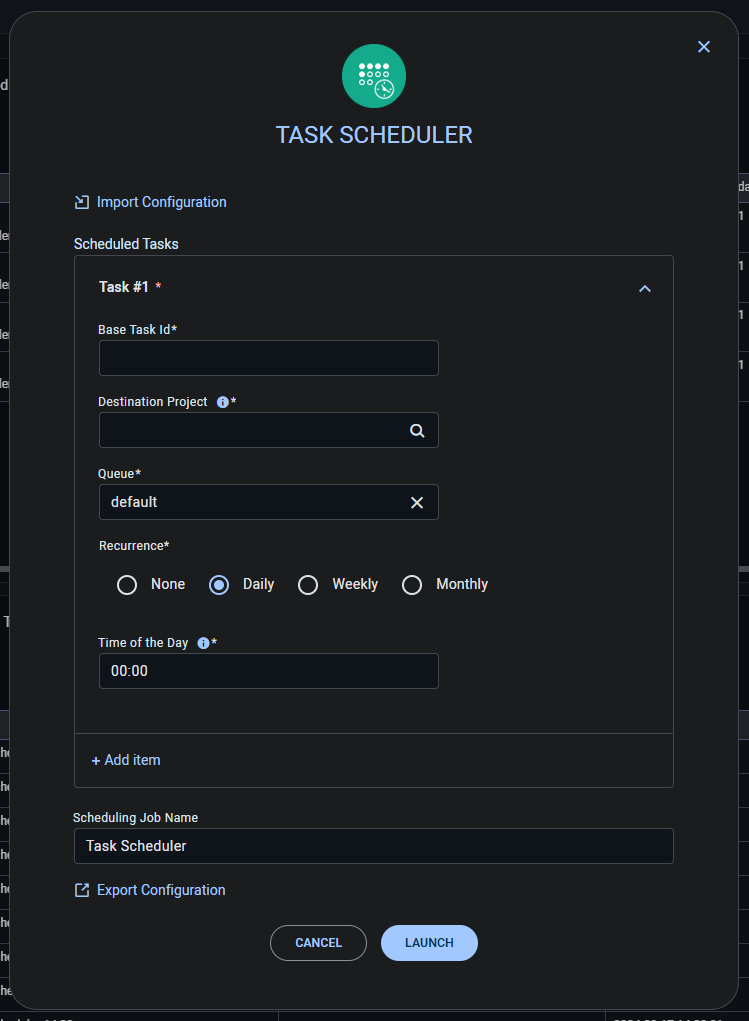 TASK SCHEDULER
Import Configuration
Scheduled Tasks
Task #1 *
Base Task Id*
Destination Project *
Queue*
default
Recurrence*
None Daily Weekly Monthly
Time of the Day *
00:00
+ Add item
Scheduling Job Name
Task Scheduler
Export Configuration
CANCEL LAUNCH